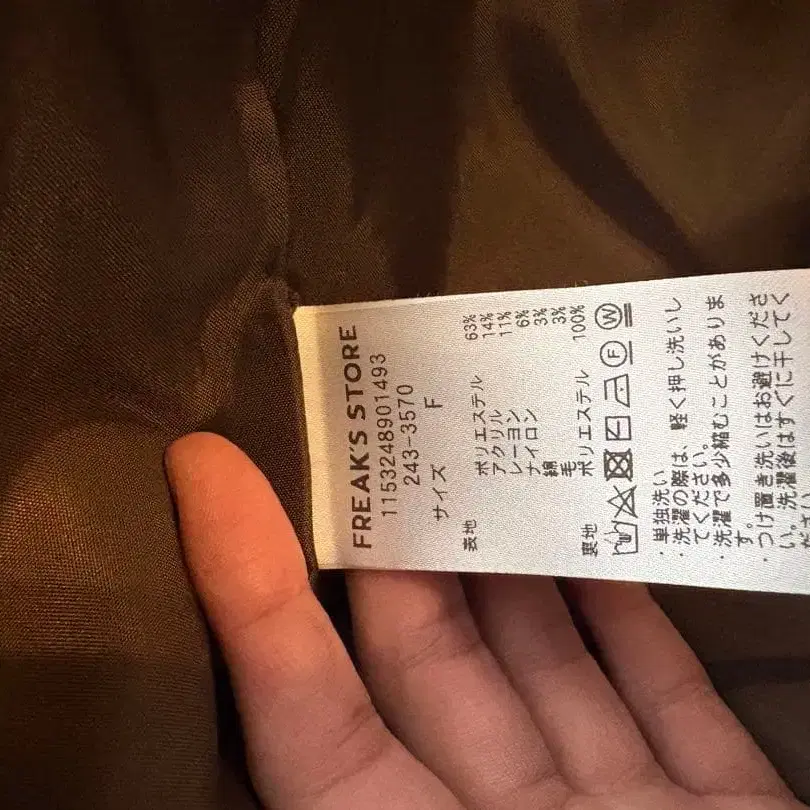 FREAK'S STORE
1153248901493
243-3570
サイズ F
表地 ポリエステル 63%
アクリル 14%
レーヨン 11%
ナイロン 6%
綿 3%
毛 3%
裏地 ポリエステル 100%
F W
・単独洗い
・洗濯の際は、軽く押し洗いし
てください。
・洗濯で多少縮むことがありま
す。
・つけ置き洗いはお避けくださ
い。洗濯後はすぐに干してく